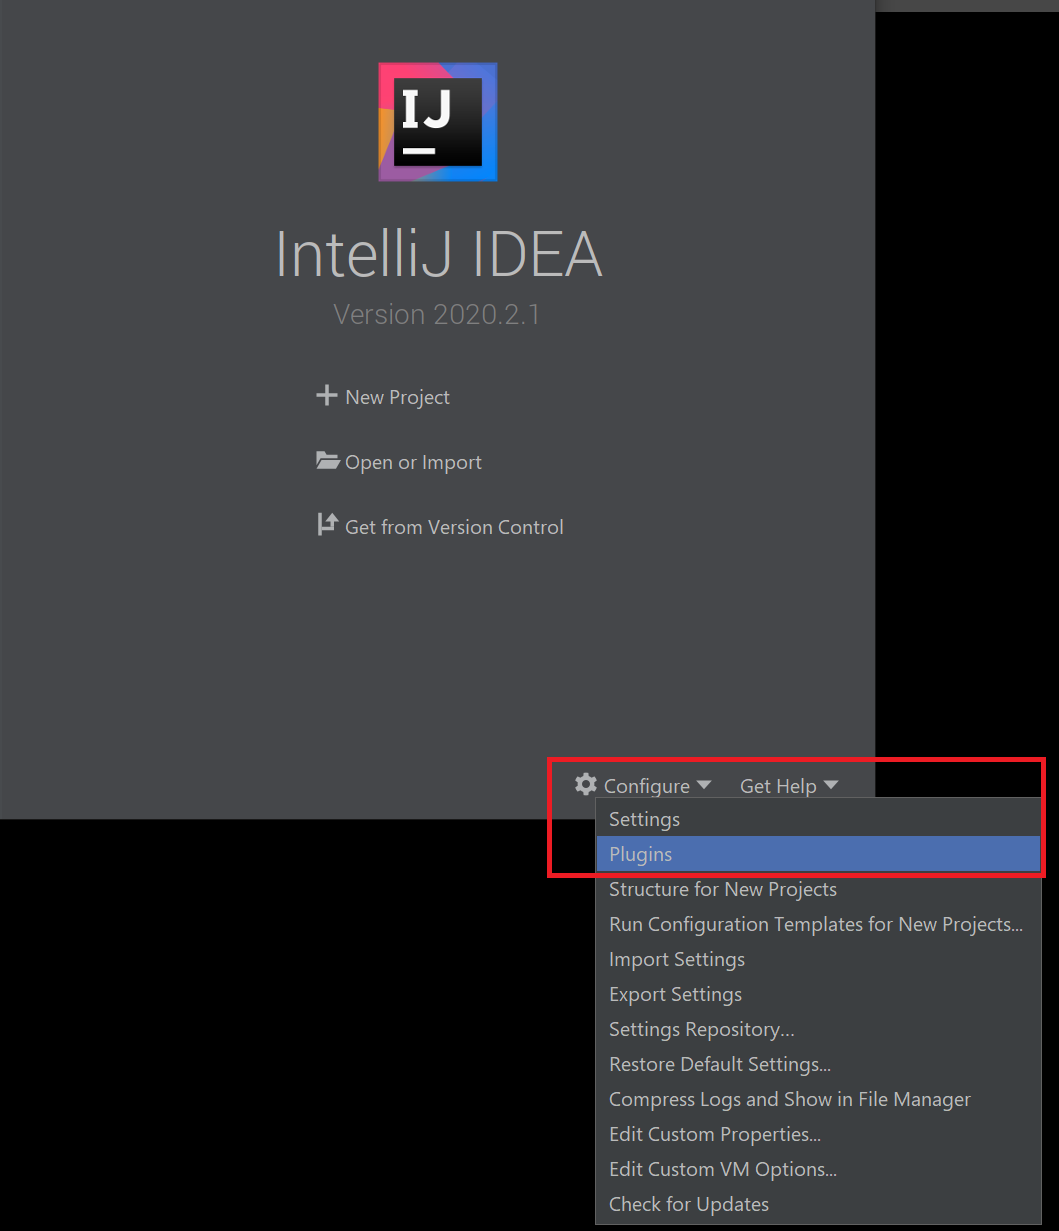 IJ
IntelliJ IDEA
Version 2020.2.1
New Project
Open or Import
Get from Version Control
Configure Get Help
Settings
Plugins
Structure for New Projects
Run Configuration Templates for New Projects...
Import Settings
Export Settings
Settings Repository...
Restore Default Settings...
Compress Logs and Show in File Manager
Edit Custom Properties...
Edit Custom VM Options...
Check for Updates